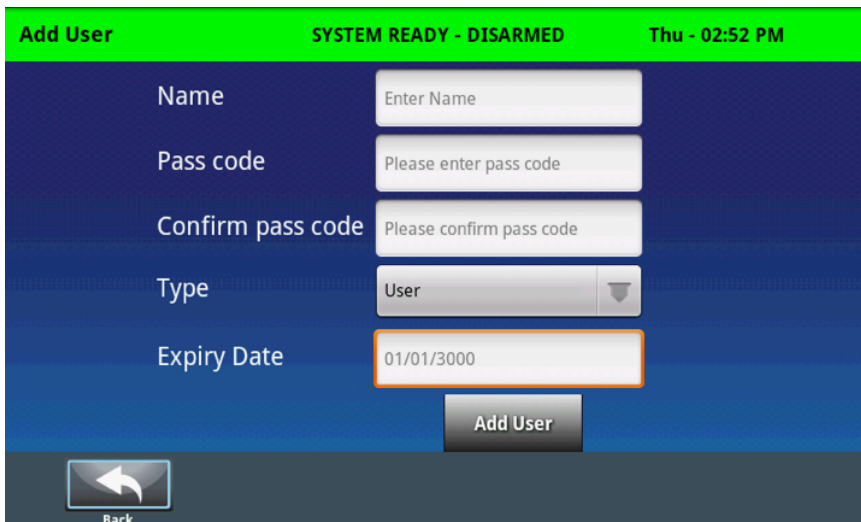 Add User SYSTEM READY - DISARMED Thu - 02:52 PM
Name Enter Name
Pass code Please enter pass code
Confirm pass code Please confirm pass code
Type User
Expiry Date 01/01/3000
Add User
Back